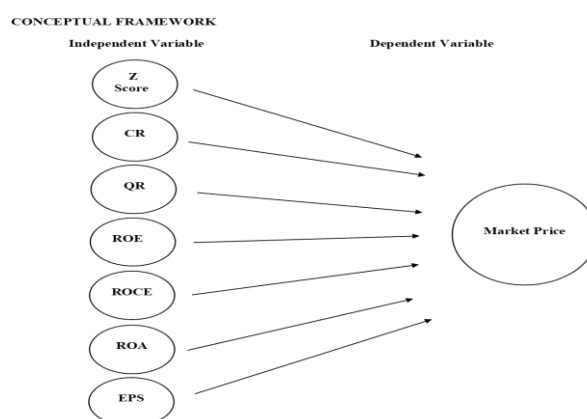 CONCEPTUAL FRAMEWORK
Independent Variable
Dependent Variable
Z
Score
CR
QR
ROE
ROCE
ROA
EPS
Market Price